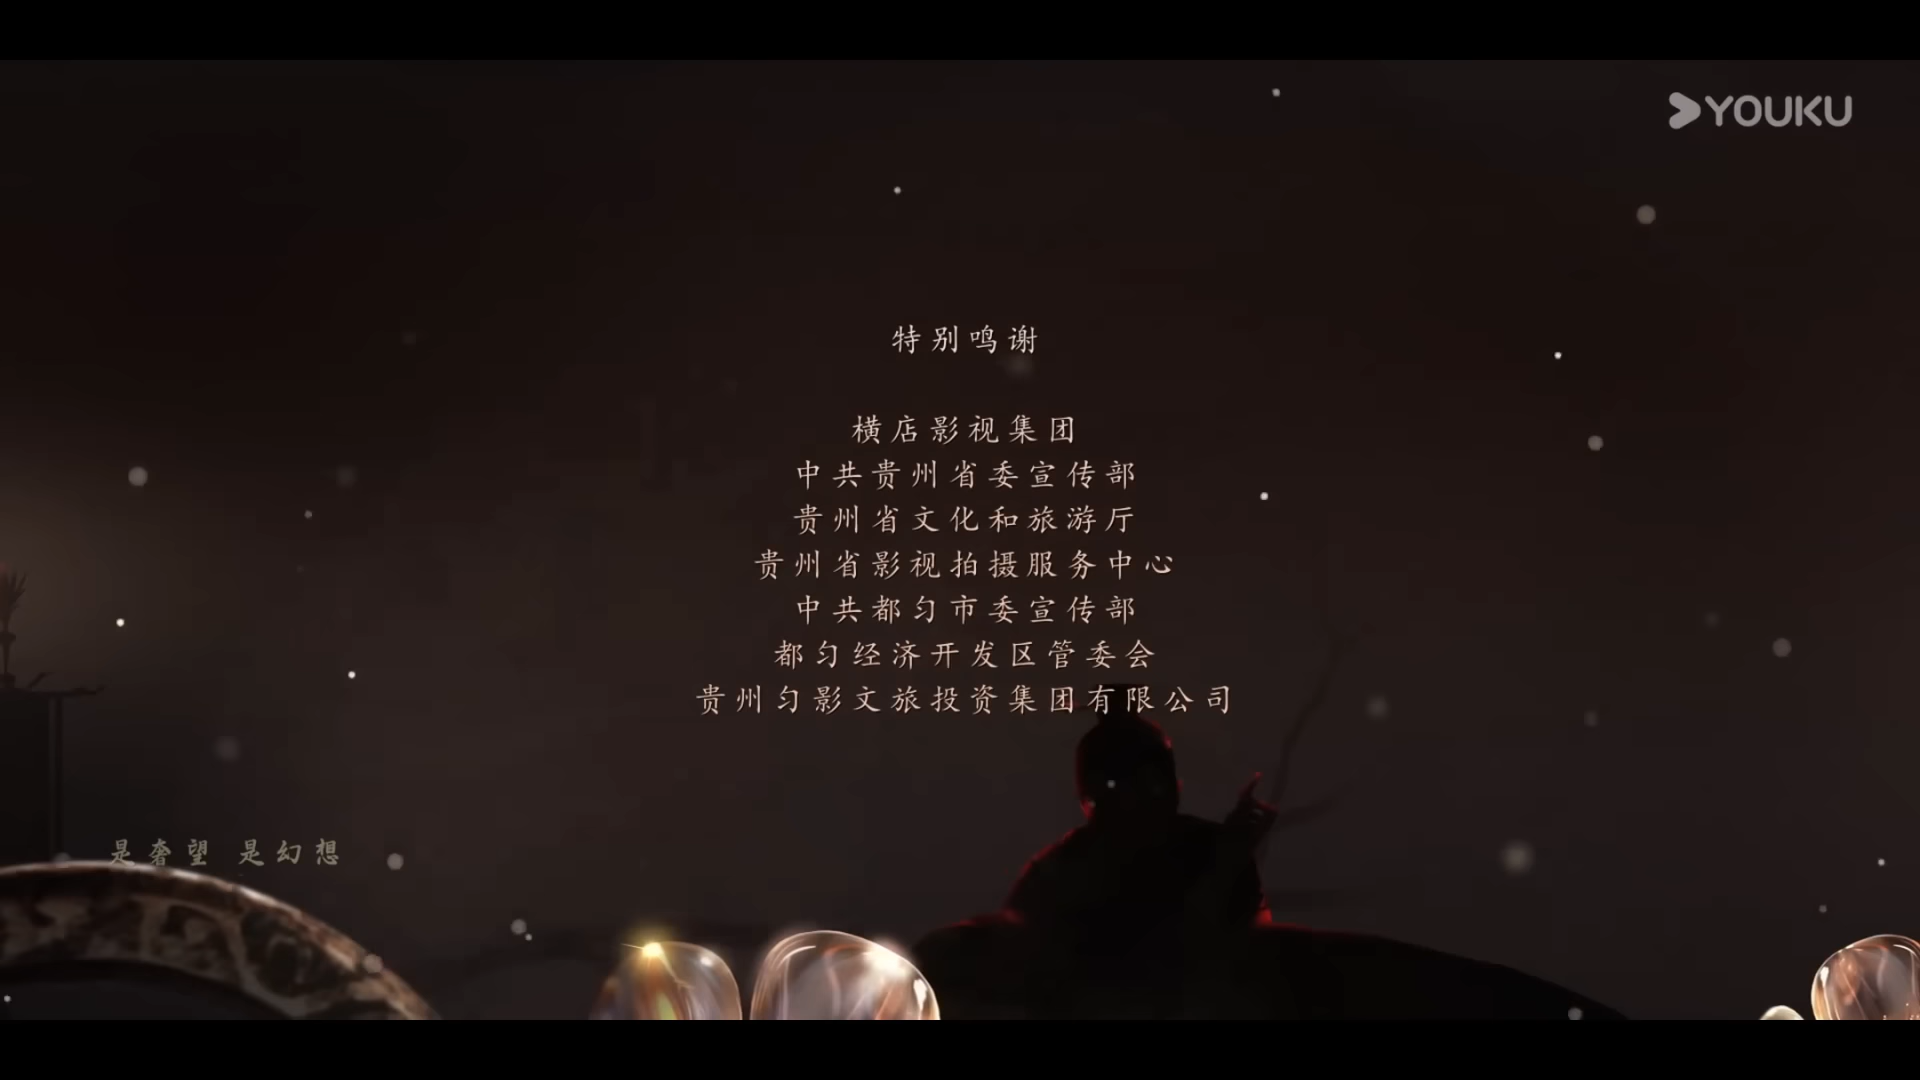 YOUKU
特别鸣谢
横店影视集团
中共贵州省委宣传部
贵州省文化和旅游厅
贵州省影视拍摄服务中心
中共都匀市委宣传部
都匀经济开发区管委会
贵州匀影文旅投资集团有限公司
是奢望 是幻想